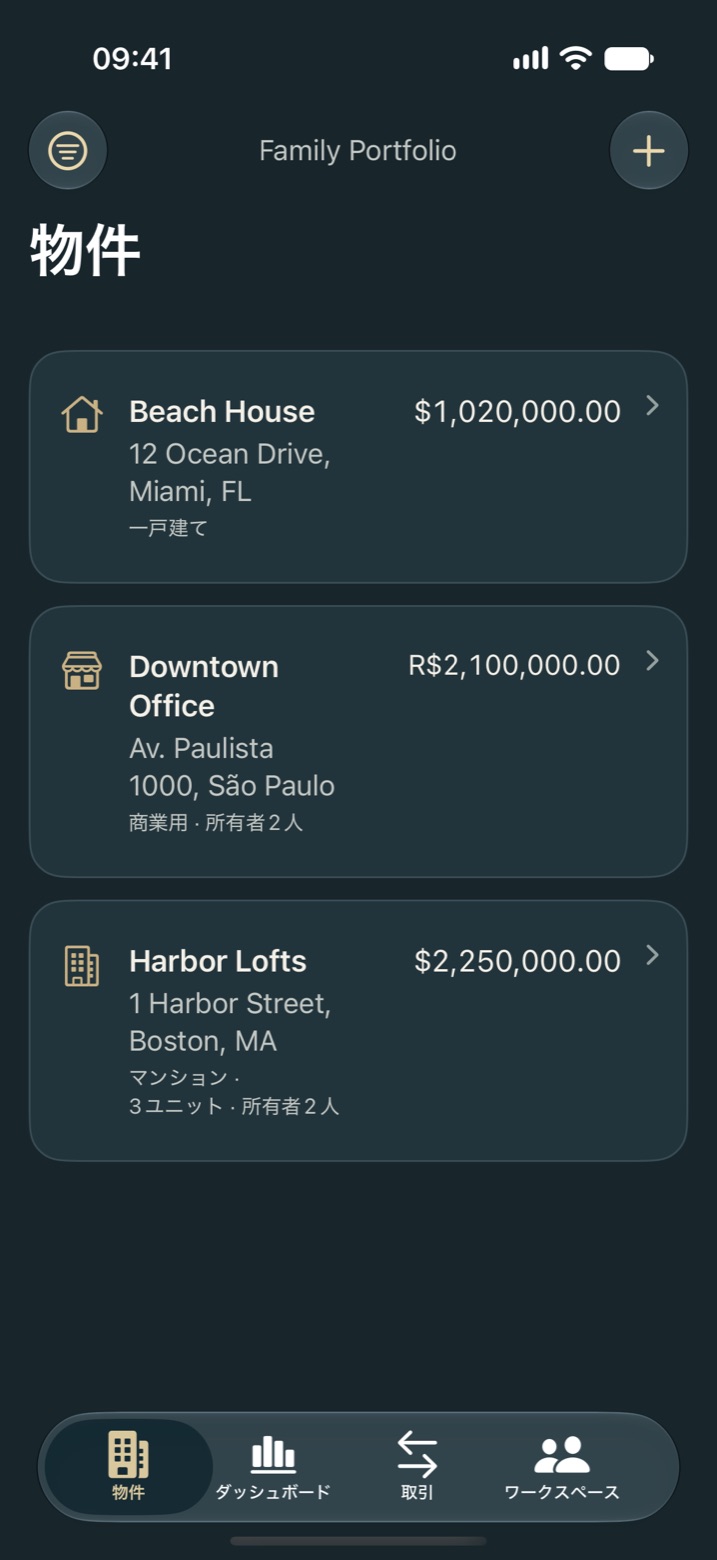 09:41
Family Portfolio
物件
Beach House
$1,020,000.00
12 Ocean Drive,
Miami, FL
一戸建て
Downtown
Office
R$2,100,000.00
Av. Paulista
1000, São Paulo
商業用 · 所有者2人
Harbor Lofts
$2,250,000.00
1 Harbor Street,
Boston, MA
マンション ·
3ユニット · 所有者2人
物件
ダッシュボード
取引
ワークスペース